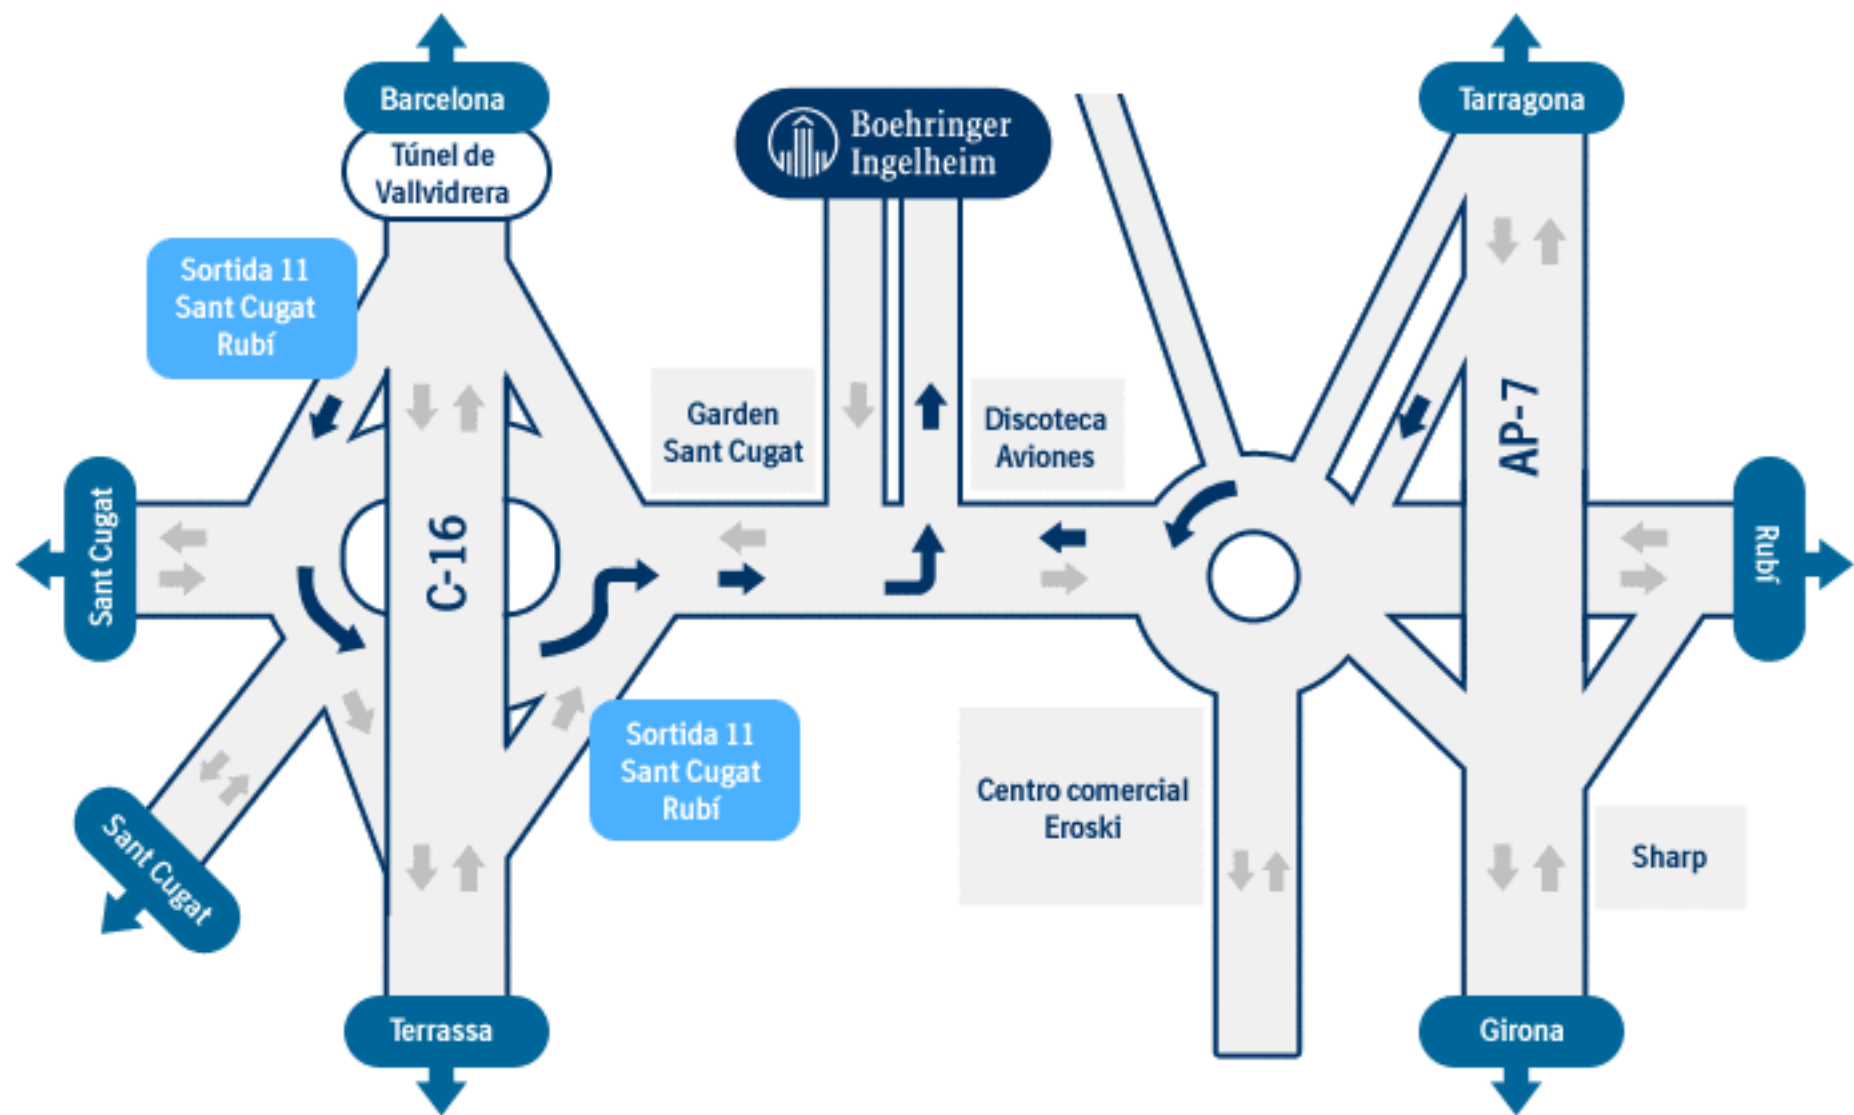 Barcelona
Túnel de
Vallvidrera
Boehringer
Ingelheim
Tarragona
Sortida 11
Sant Cugat
Rubí
Garden
Sant Cugat
Discoteca
Aviones
AP-7
Sant Cugat
C-16
Rubí
Sortida 11
Sant Cugat
Rubí
Centro comercial
Eroski
Sharp
Sant Cugat
Terrassa
Girona